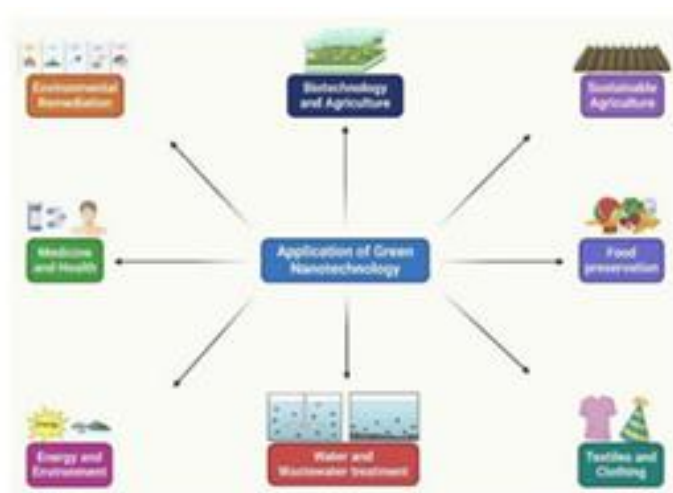 Environmental
Remediation
Biotechnology
and Agriculture
Sustainable
Agriculture
Medicine
and Health
Application of Green
Nanotechnology
Food
preservation
Energy
Energy and
Environment
Water and
Wastewater treatment
Textiles and
Clothing